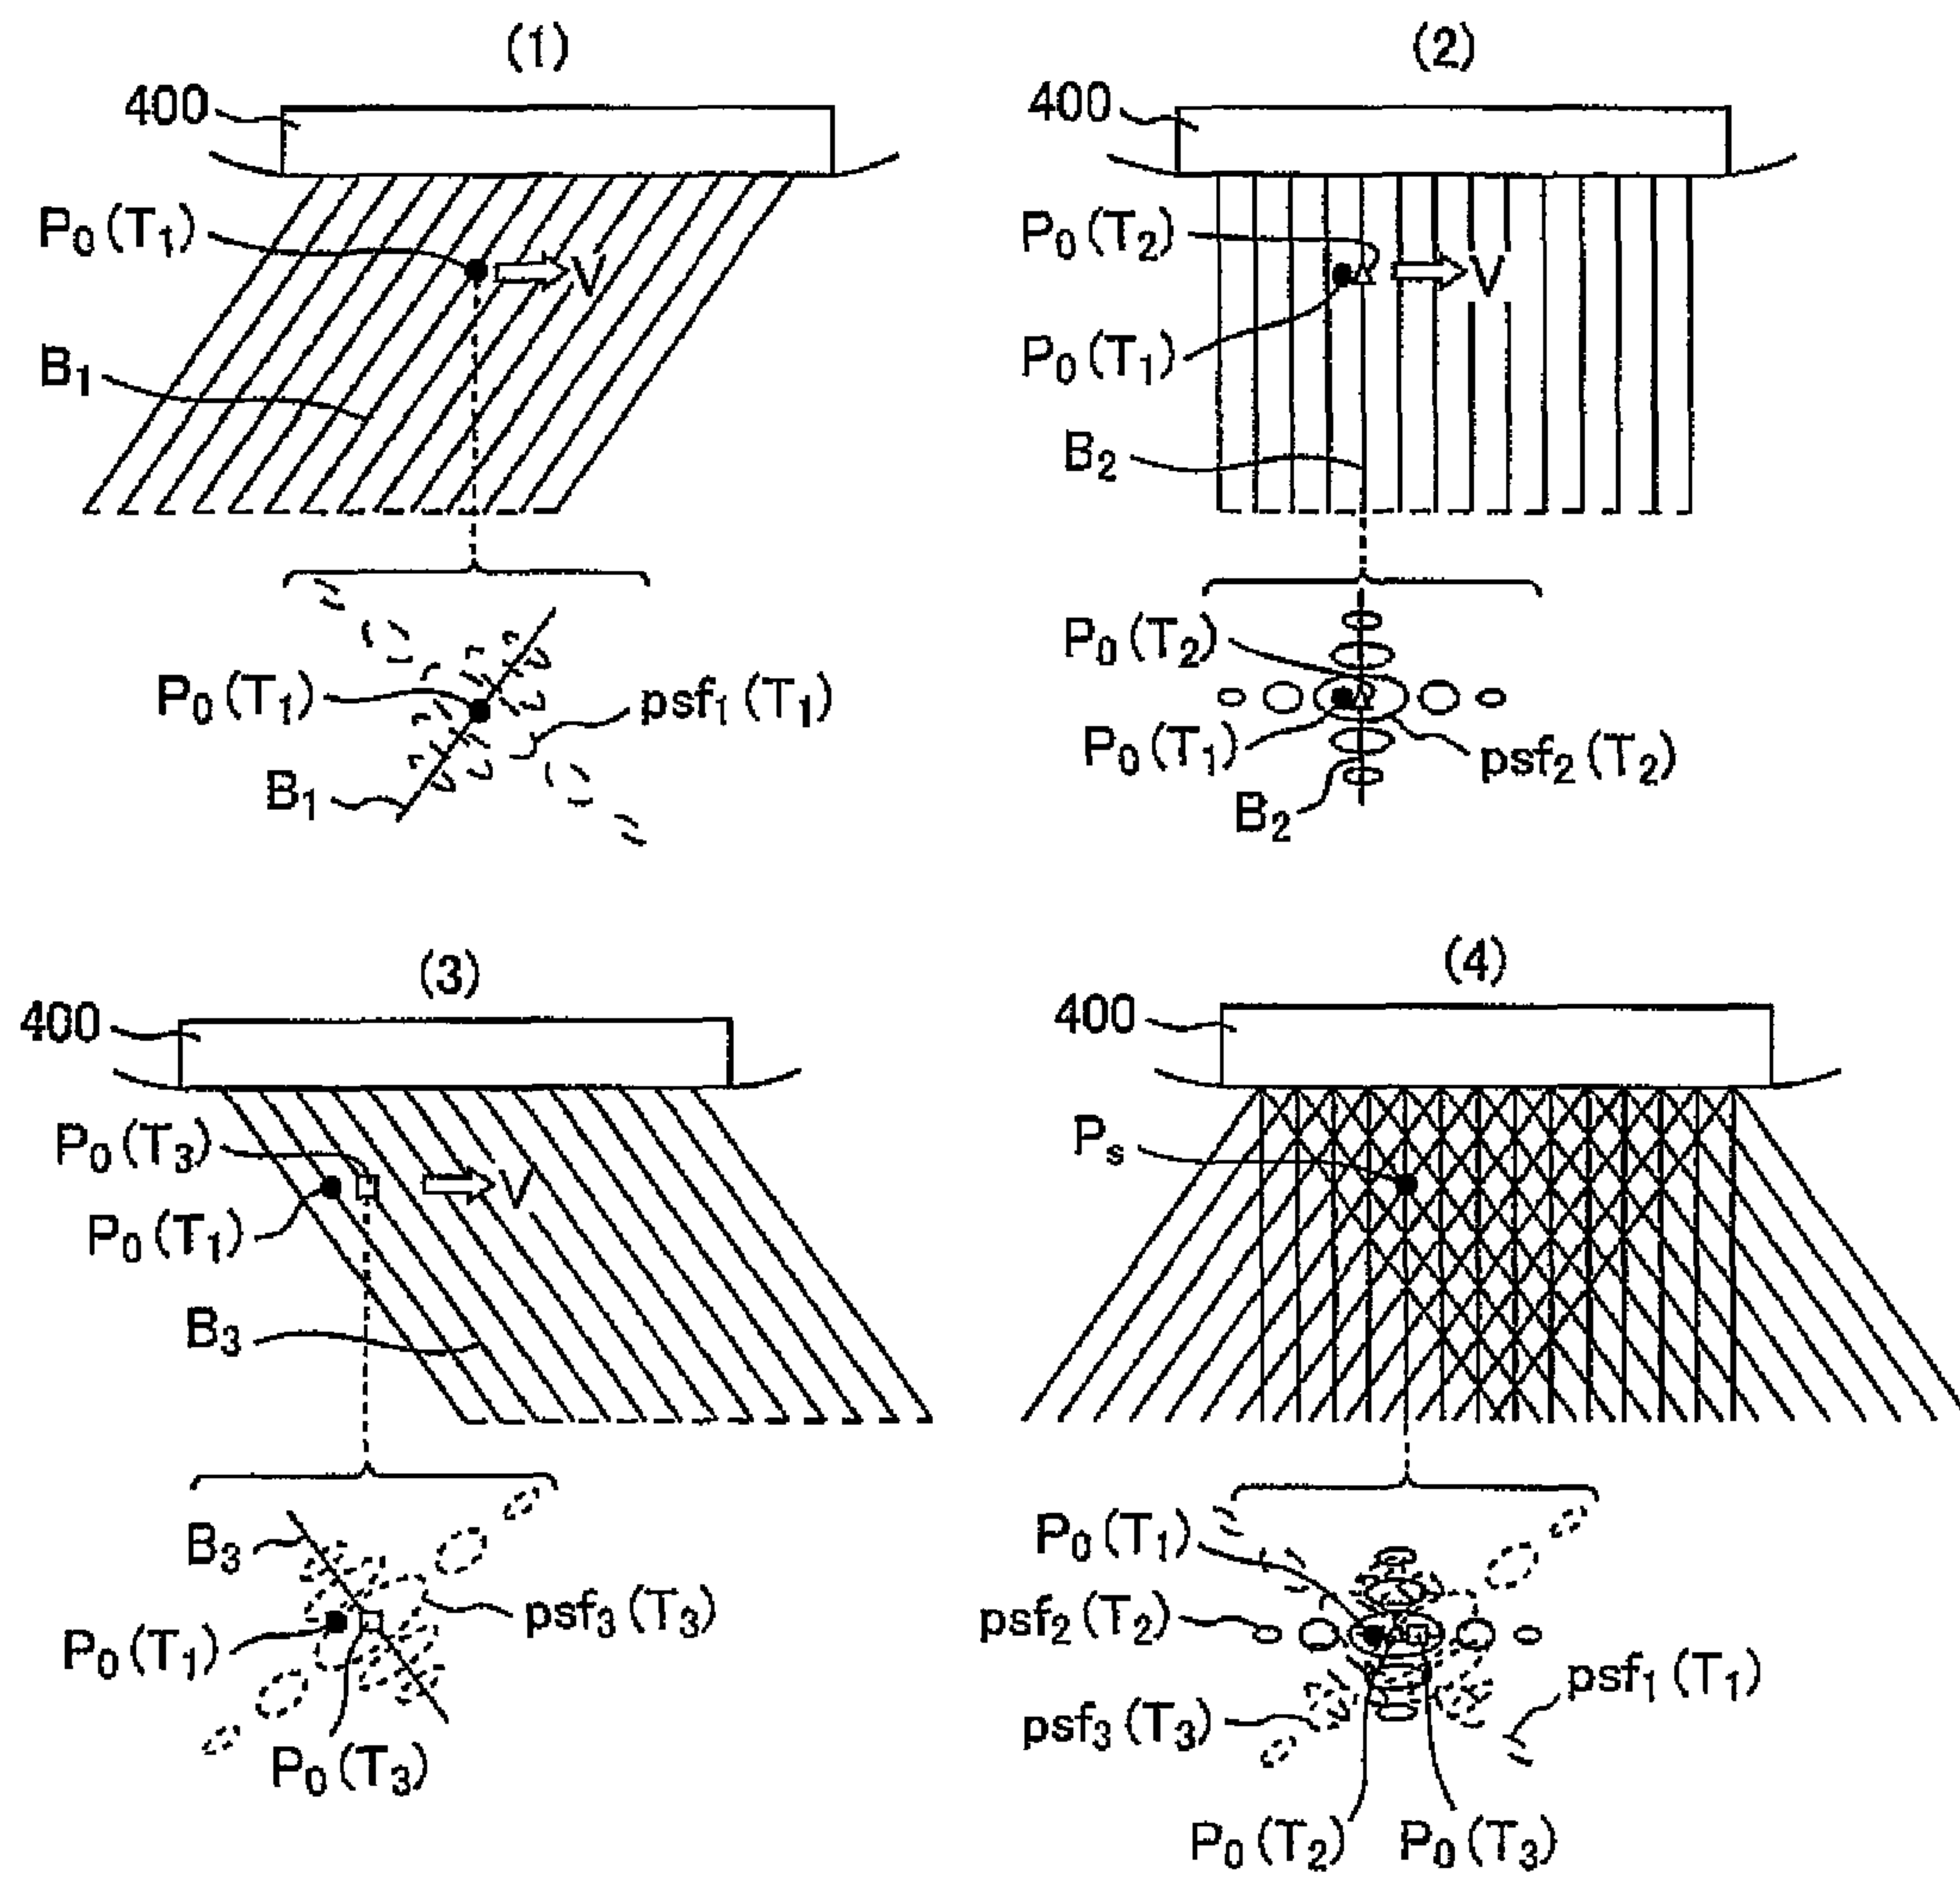 (1)
400
P₀(T₁)
V
B₁
P₀(T₁)
psf₁(T₁)
B₁
(2)
400
P₀(T₂)
V
P₀(T₁)
B₂
P₀(T₂)
P₀(T₁)
psf₂(T₂)
B₂
(3)
400
P₀(T₃)
V
P₀(T₁)
B₃
B₃
psf₃(T₃)
P₀(T₁)
P₀(T₃)
(4)
400
Pₛ
P₀(T₁)
psf₂(T₂)
psf₁(T₁)
psf₃(T₃)
P₀(T₂)
P₀(T₃)